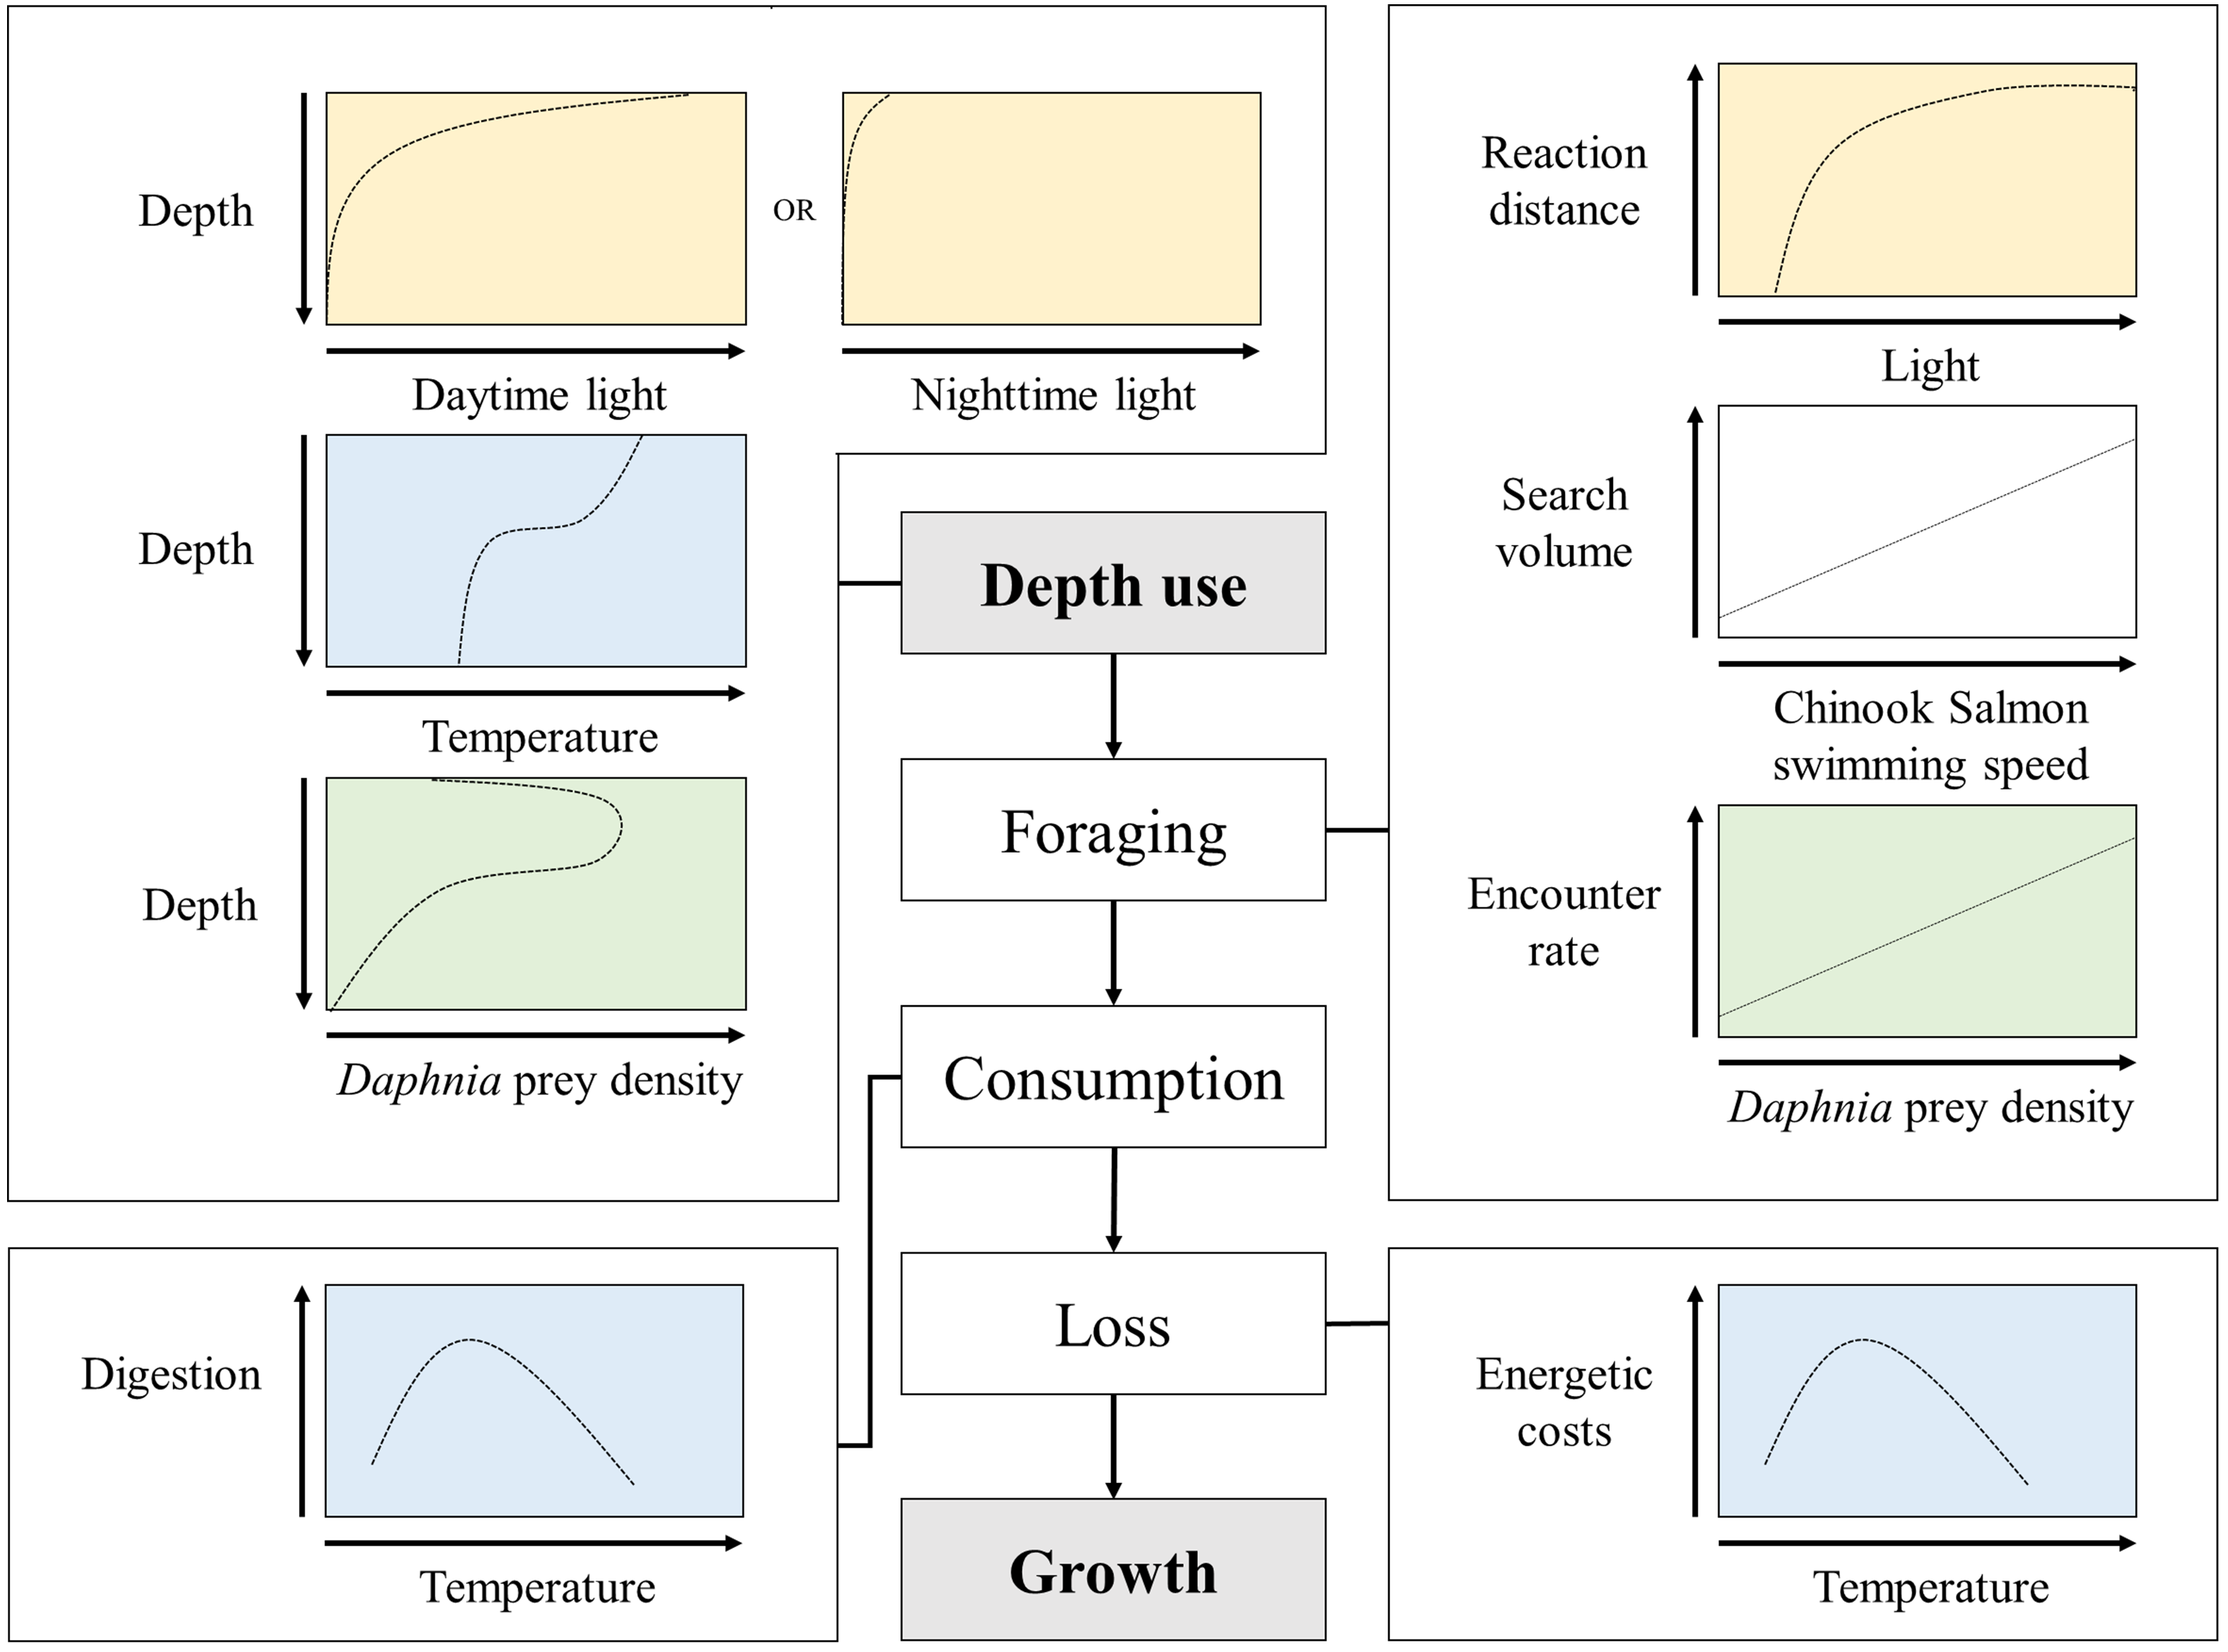 Depth
OR
Daytime light
Nighttime light
Depth
Temperature
Depth
Daphnia prey density
Depth use
Foraging
Consumption
Loss
Growth
Reaction
distance
Light
Search
volume
Chinook Salmon
swimming speed
Encounter
rate
Daphnia prey density
Digestion
Temperature
Energetic
costs
Temperature